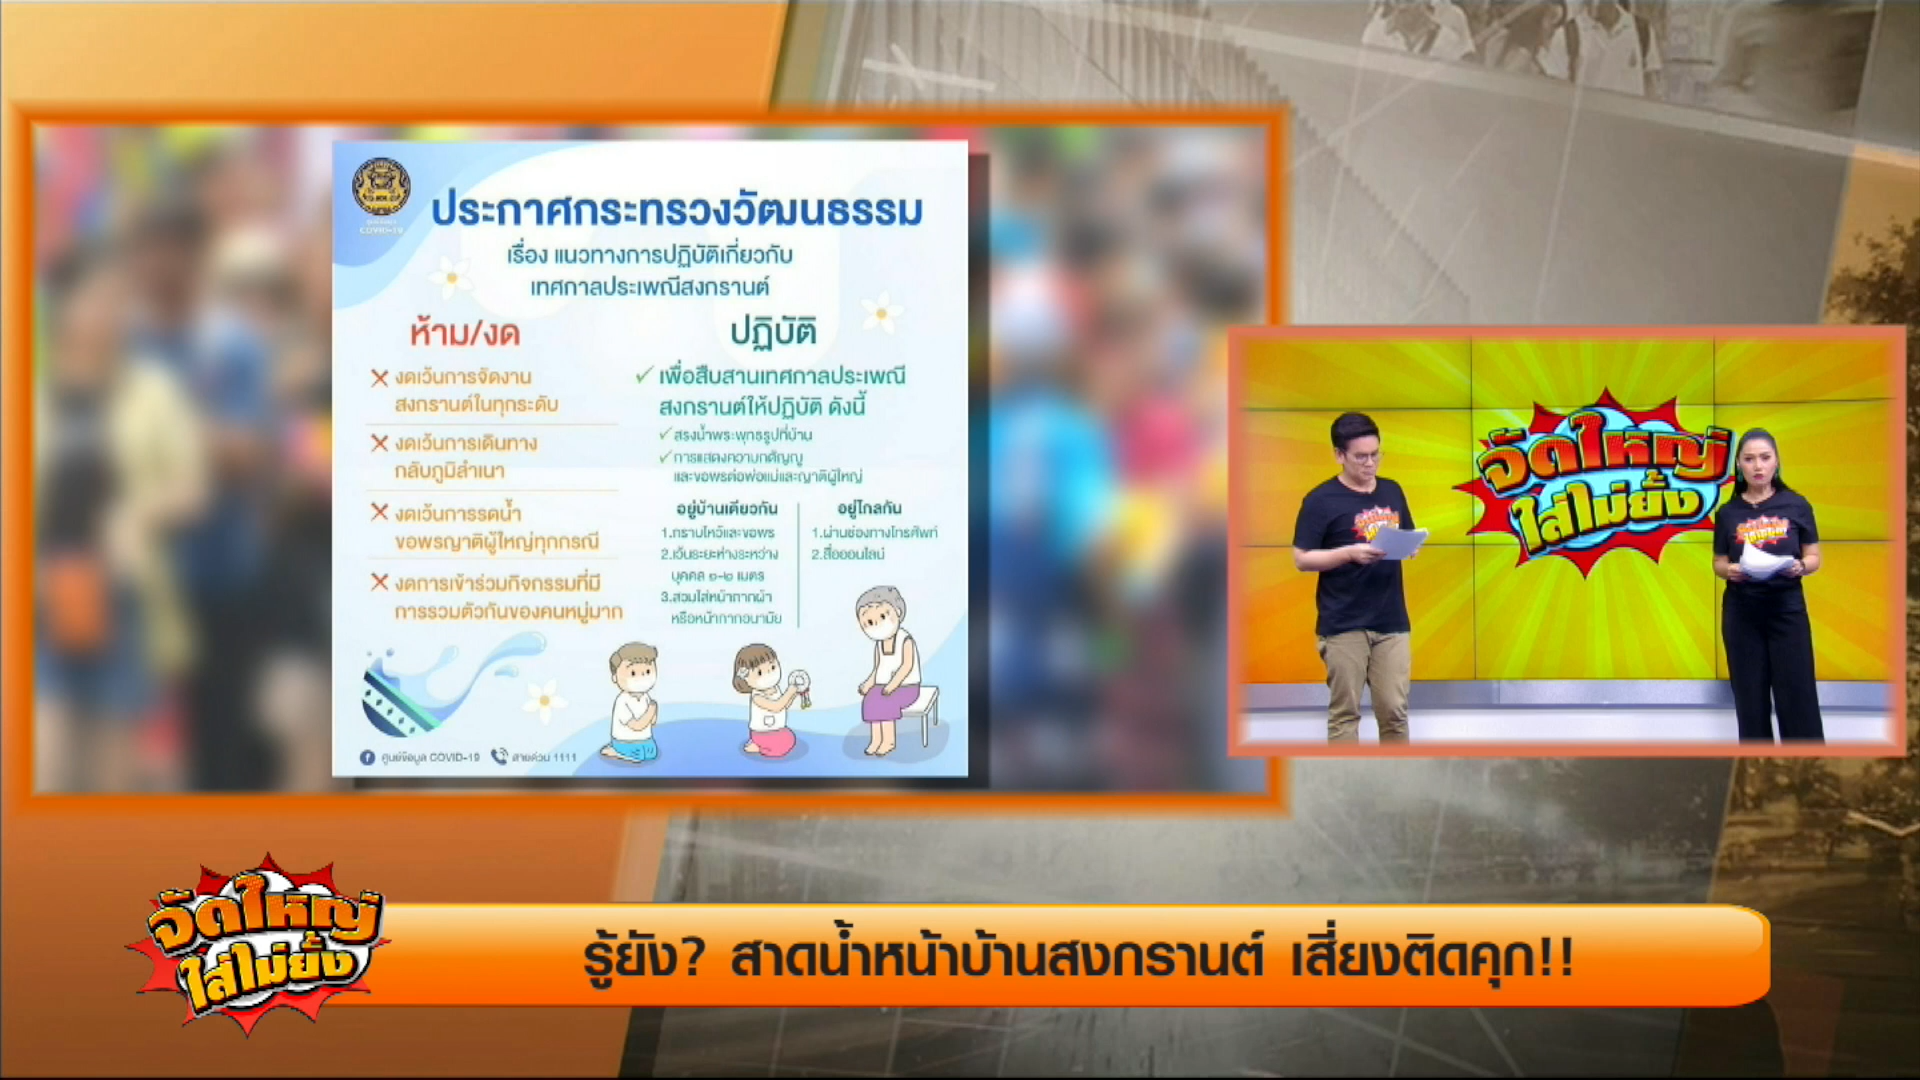 ประกาศกระทรวงวัฒนธรรม
เรื่อง แนวทางการปฏิบัติเกี่ยวกับ
เทศกาลประเพณีสงกรานต์
ห้าม/งด
งดเว้นการจัดงาน
สงกรานต์ในทุกระดับ
งดเว้นการเดินทาง
กลับภูมิลำเนา
งดเว้นการรดน้ำ
ขอพรญาติผู้ใหญ่ทุกกรณี
งดการเข้าร่วมกิจกรรมที่มี
การรวมตัวกันของคนหมู่มาก
ปฏิบัติ
เพื่อสืบสานเทศกาลประเพณี
สงกรานต์ให้ปฏิบัติ ดังนี้
สรงน้ำพระพุทธรูปที่บ้าน
การแสดงความกตัญญู
และขอพรต่อพ่อแม่และญาติผู้ใหญ่
อยู่บ้านเดียวกัน
1.กราบไหว้และขอพร
2.เว้นระยะห่างระหว่าง
บุคคล ๑-๒ เมตร
3.สวมใส่หน้ากากผ้า
หรือหน้ากากอนามัย
อยู่ไกลกัน
1.ผ่านช่องทางโทรศัพท์
2.สื่อออนไลน์
ศูนย์ข้อมูล COVID-19 สายด่วน 1111
จัดใหญ่
ใส่ไม่ยั้ง
จัดใหญ่
ใส่ไม่ยั้ง
รู้ยัง? สาดน้ำหน้าบ้านสงกรานต์ เสี่ยงติดคุก!!